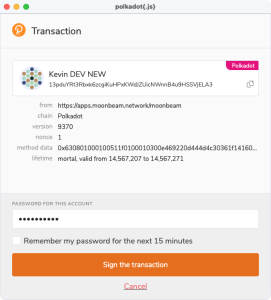 polkadot{.js}
Transaction
Polkadot
Kevin DEV NEW
from https://apps.moonbeam.network/moonbeam
chain Polkadot
version 9370
nonce 1
method data
lifetime mortal, valid from 14,567,207 to 14,567,271
PASSWORD FOR THIS ACCOUNT
••••••••••
Remember my password for the next 15 minutes
Sign the transaction
Cancel